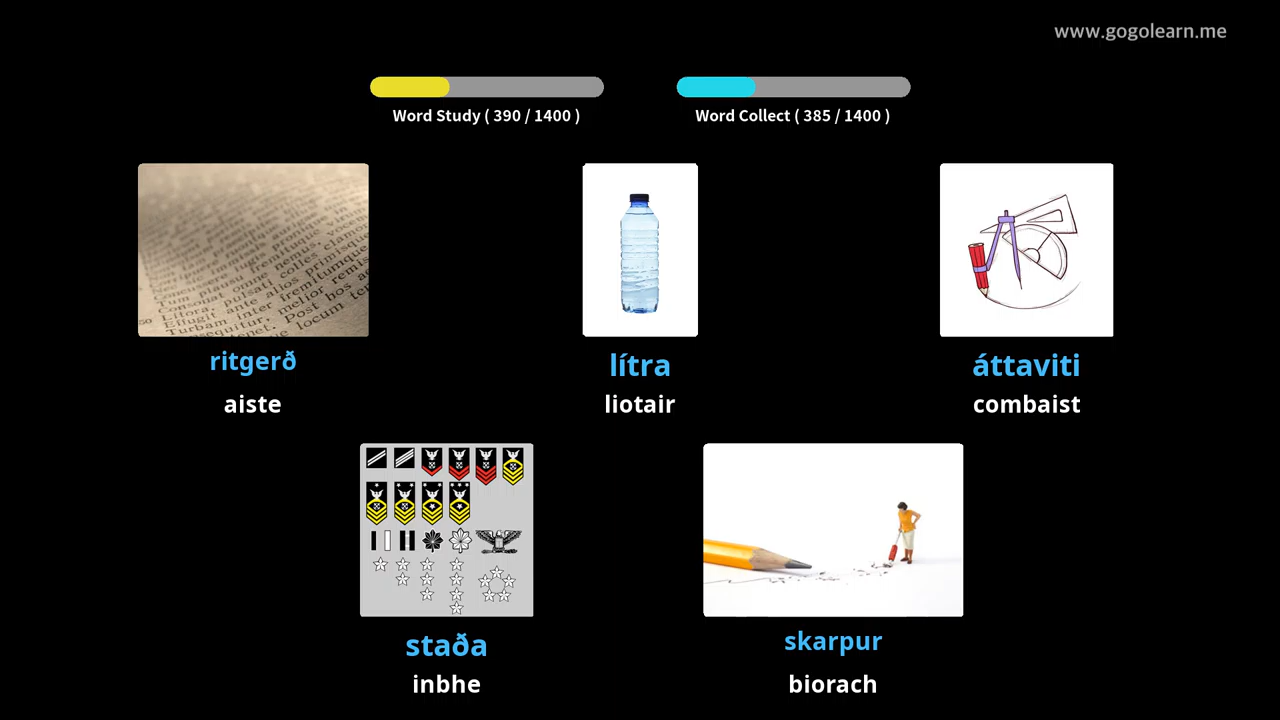 www.gogolearn.me
Word Study ( 390 / 1400 )
Word Collect ( 385 / 1400 )
ritgerð
aiste
lítra
liotair
áttaviti
combaist
staða
inbhe
skarpur
biorach